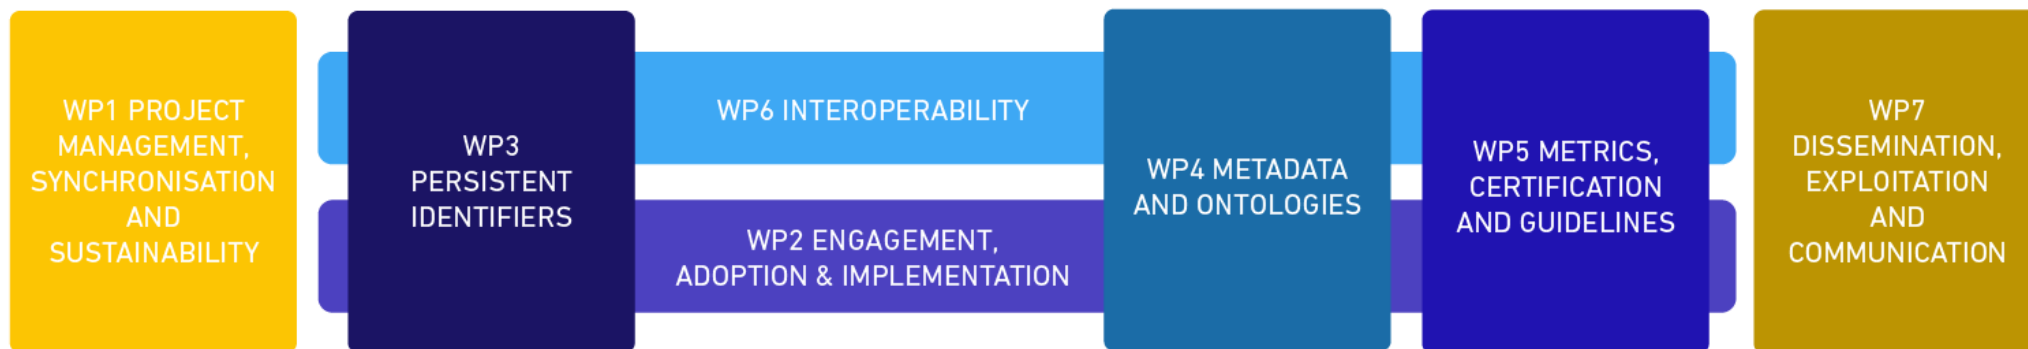 WP1 PROJECT
MANAGEMENT,
SYNCHRONISATION
AND
SUSTAINABILITY
WP3
PERSISTENT
IDENTIFIERS
WP6 INTEROPERABILITY
WP2 ENGAGEMENT,
ADOPTION & IMPLEMENTATION
WP4 METADATA
AND ONTOLOGIES
WP5 METRICS,
CERTIFICATION
AND GUIDELINES
WP7
DISSEMINATION,
EXPLOITATION
AND
COMMUNICATION